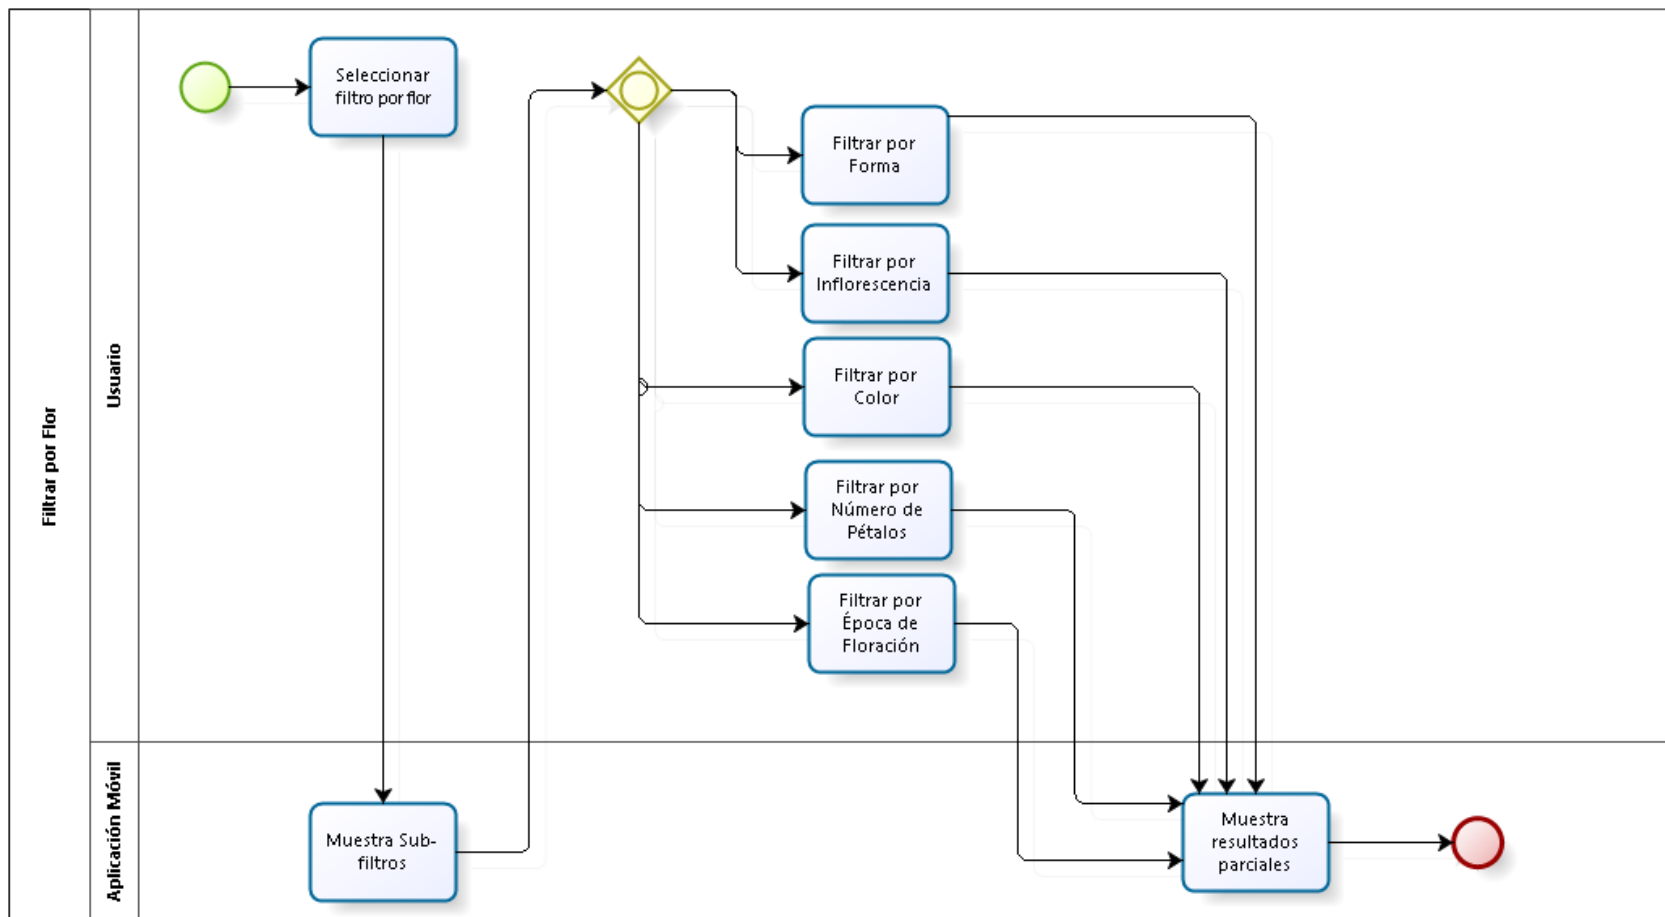 Filtrar por Flor
Usuario
Seleccionar
filtro por flor
Filtrar por
Forma
Filtrar por
Inflorescencia
Filtrar por
Color
Filtrar por
Número de
Pétalos
Filtrar por
Época de
Floración
Aplicación Móvil
Muestra Sub-
filtros
Muestra
resultados
parciales